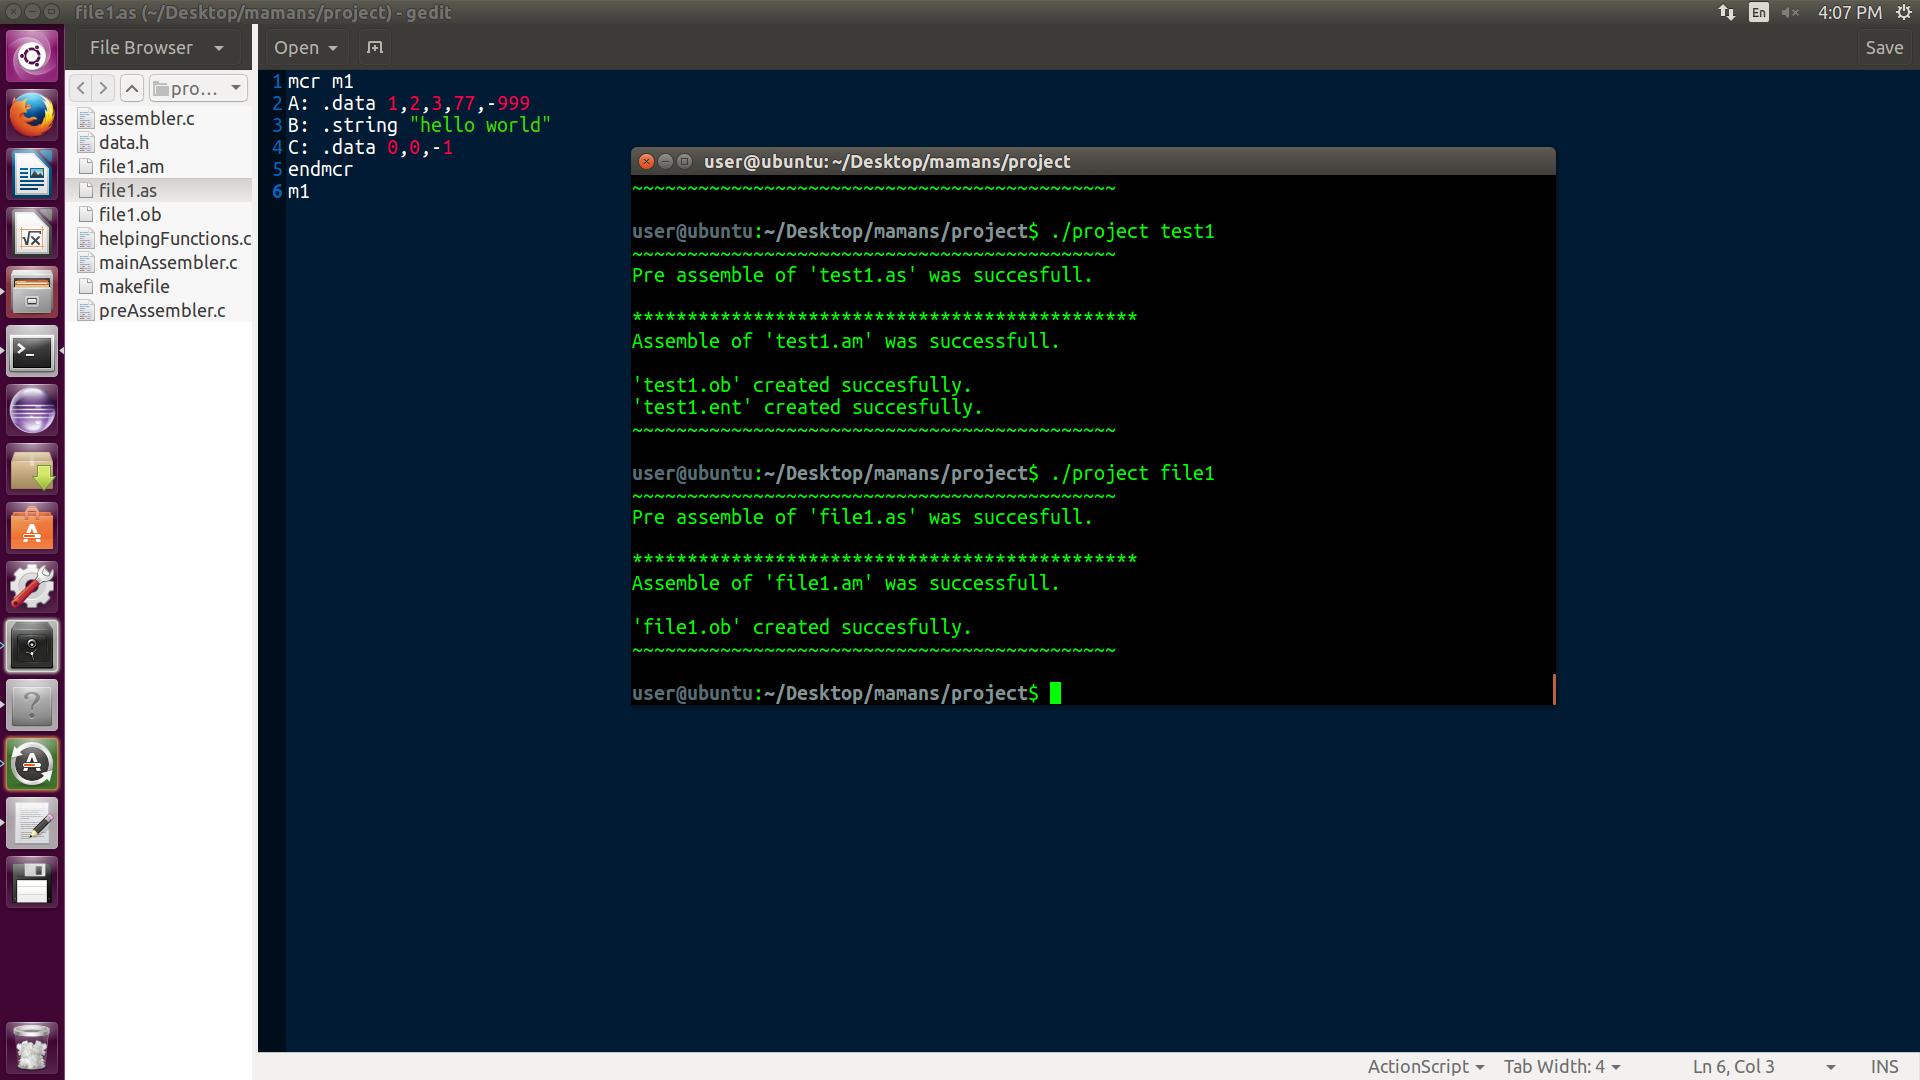 file1.as (~/Desktop/mamans/project) - gedit
En
4:07 PM
File Browser
Open
Save
pro...
assembler.c
data.h
file1.am
file1.as
file1.ob
helpingFunctions.c
mainAssembler.c
makefile
preAssembler.c
1 mcr m1
2 A: .data 1,2,3,77,-999
3 B: .string "hello world"
4 C: .data 0,0,-1
5 endmcr
6 m1
user@ubuntu: ~/Desktop/mamans/project
~~~~~~~~~~~~~~~~~~~~~~~~~~~~~~~~~~~~~~~~~~~~
user@ubuntu:~/Desktop/mamans/project$ ./project test1
~~~~~~~~~~~~~~~~~~~~~~~~~~~~~~~~~~~~~~~~~~~~
Pre assemble of 'test1.as' was succesfull.
**********************************************
Assemble of 'test1.am' was successfull.
'test1.ob' created succesfully.
'test1.ent' created succesfully.
~~~~~~~~~~~~~~~~~~~~~~~~~~~~~~~~~~~~~~~~~~~~
user@ubuntu:~/Desktop/mamans/project$ ./project file1
~~~~~~~~~~~~~~~~~~~~~~~~~~~~~~~~~~~~~~~~~~~~
Pre assemble of 'file1.as' was succesfull.
**********************************************
Assemble of 'file1.am' was successfull.
'file1.ob' created succesfully.
~~~~~~~~~~~~~~~~~~~~~~~~~~~~~~~~~~~~~~~~~~~~
user@ubuntu:~/Desktop/mamans/project$
ActionScript
Tab Width: 4
Ln 6, Col 3
INS